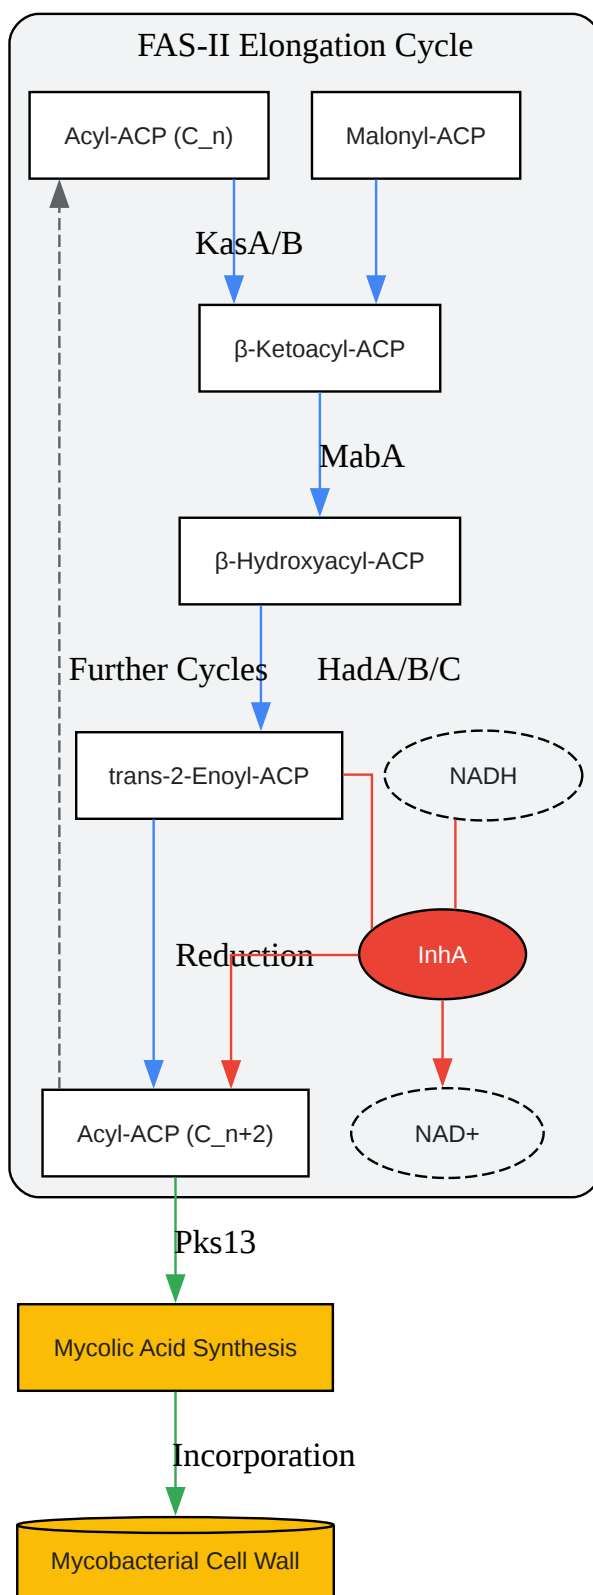 FAS-II Elongation Cycle
Acyl-ACP (C_n)
Malonyl-ACP
KasA/B
β-Ketoacyl-ACP
MabA
β-Hydroxyacyl-ACP
Further Cycles
HadA/B/C
trans-2-Enoyl-ACP
NADH
Reduction
InhA
Acyl-ACP (C_n+2)
NAD+
Pks13
Mycolic Acid Synthesis
Incorporation
Mycobacterial Cell Wall